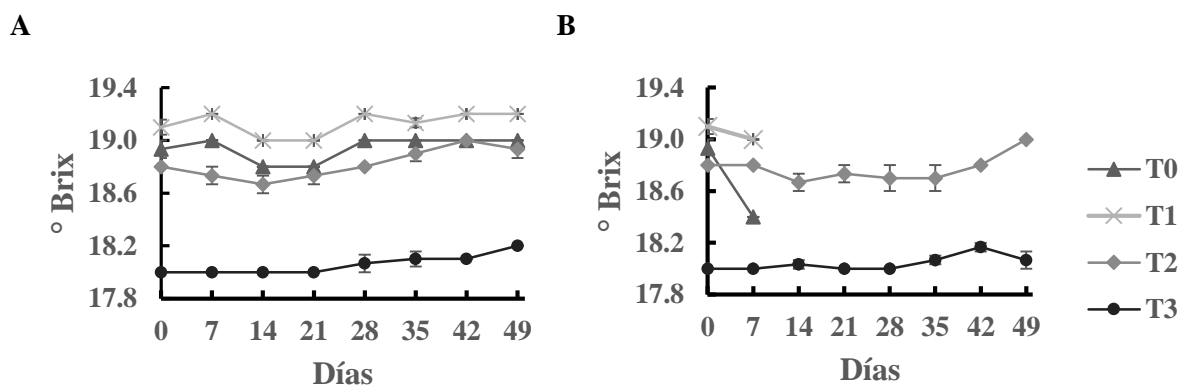 A
° Brix
19.4
19.0
18.6
18.2
17.8
0 7 14 21 28 35 42 49
Días
B
° Brix
19.4
19.0
18.6
18.2
17.8
0 7 14 21 28 35 42 49
Días
T0
T1
T2
T3